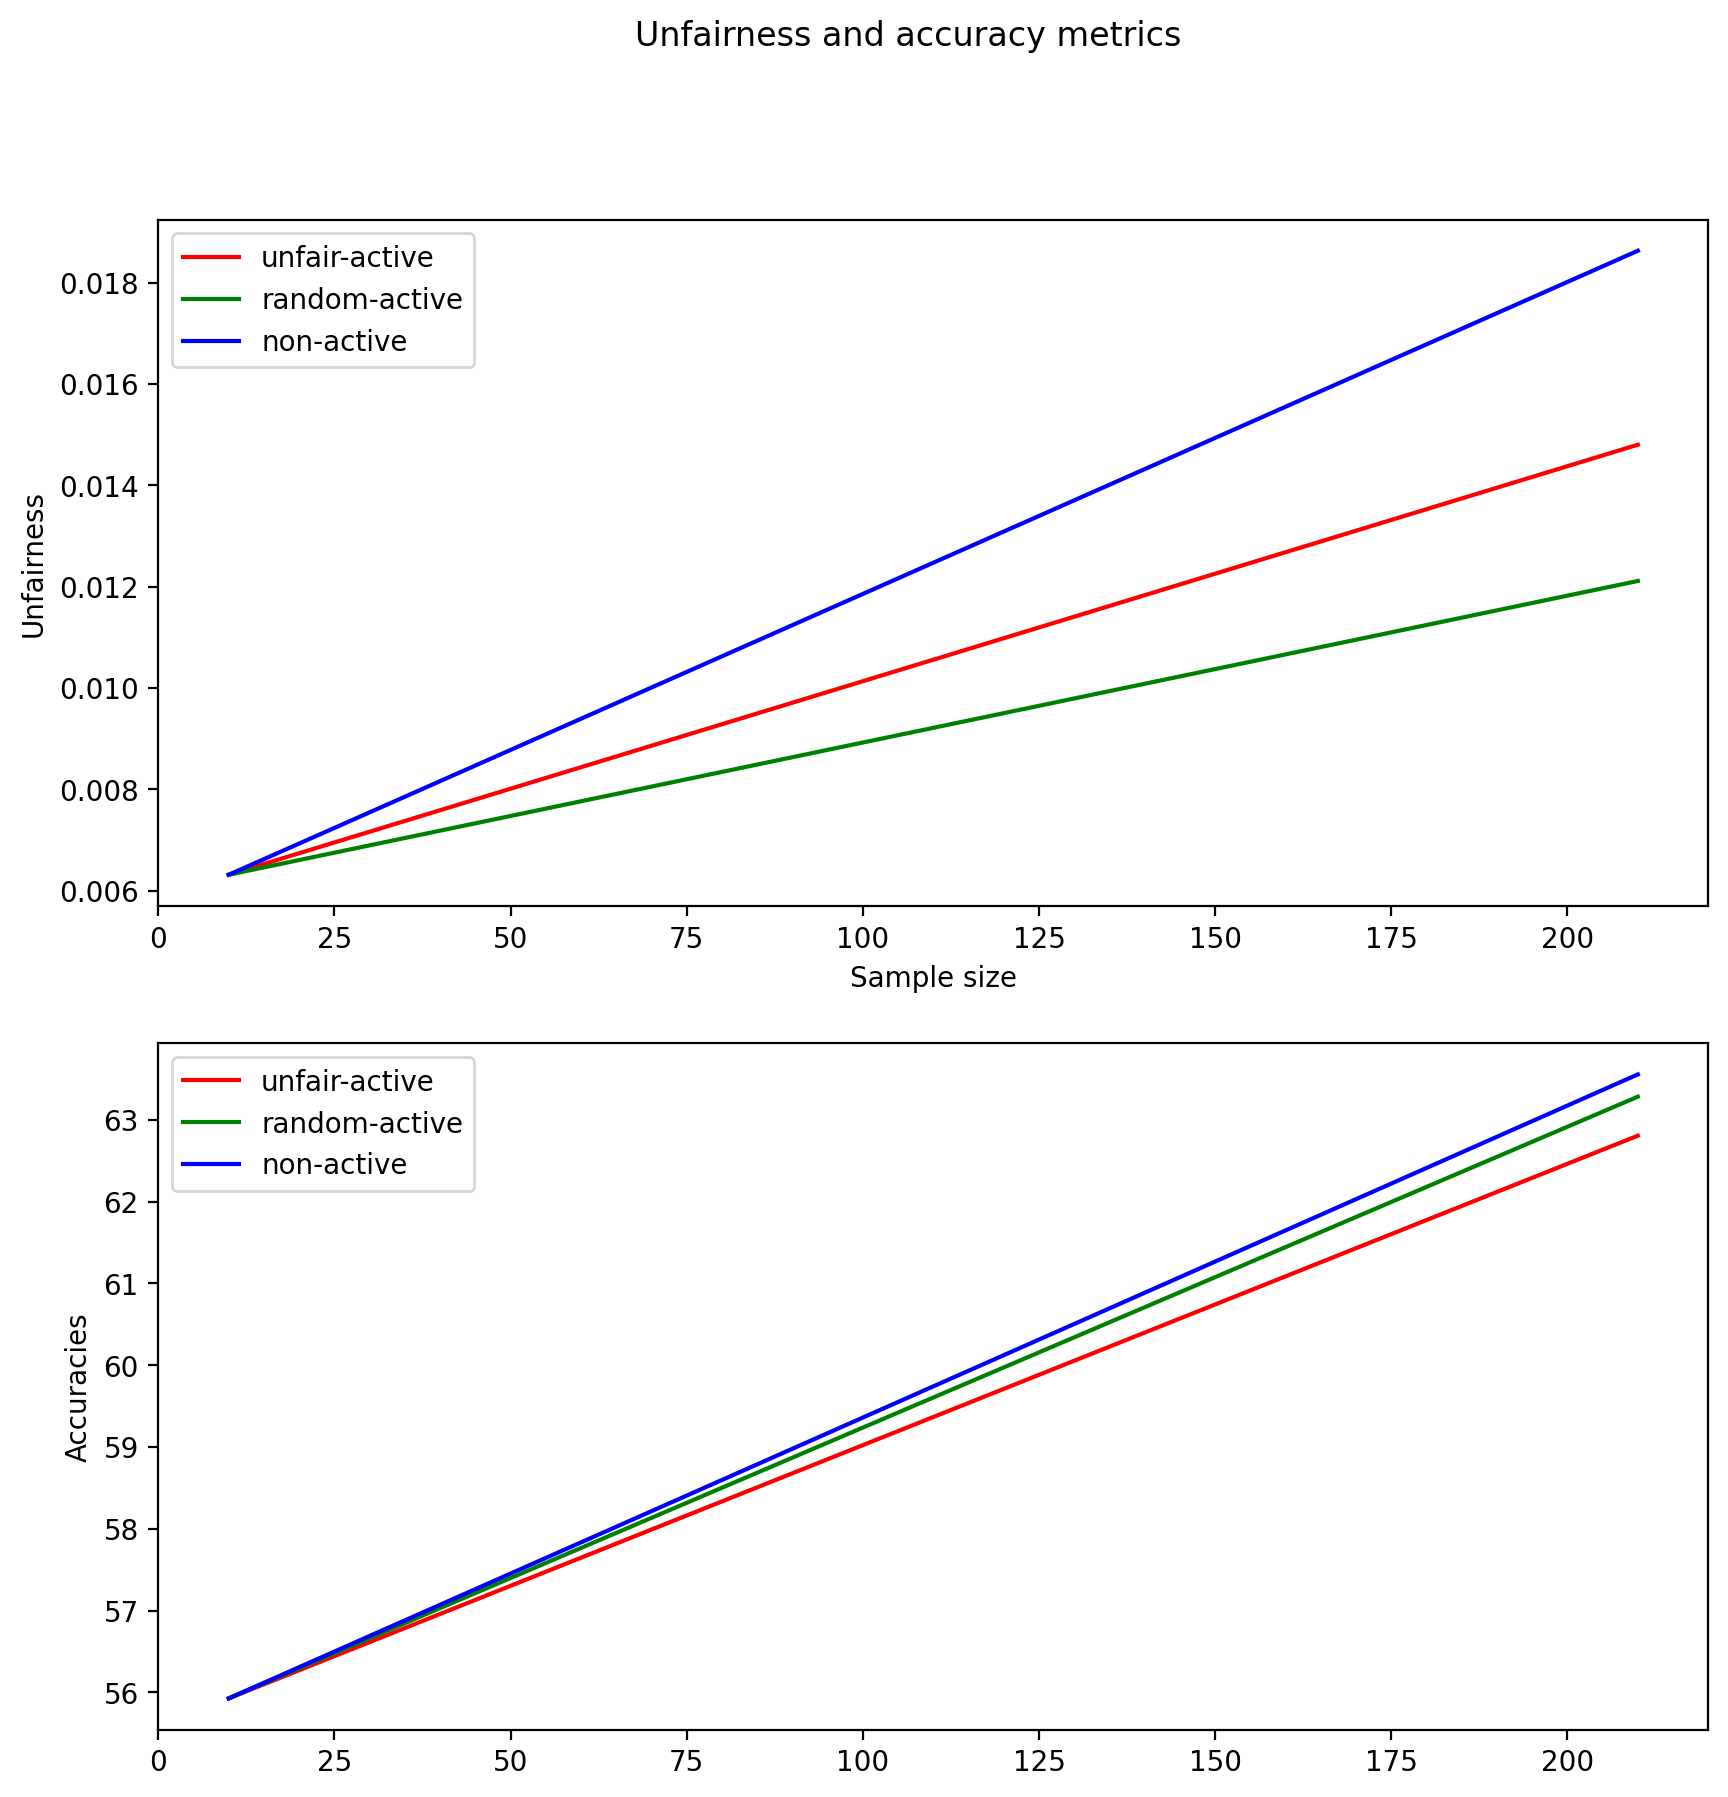 Unfairness and accuracy metrics
unfair-active
random-active
non-active
0.018
0.016
0.014
0.012
0.010
0.008
0.006
Unfairness
0 25 50 75 100 125 150 175 200
Sample size
unfair-active
random-active
non-active
63
62
61
60
59
58
57
56
Accuracies
0 25 50 75 100 125 150 175 200